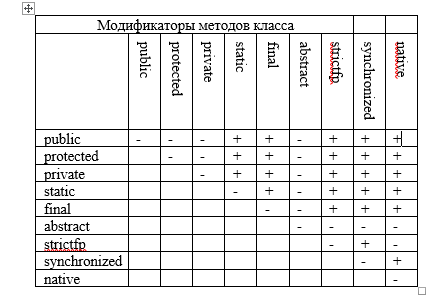 Модификаторы методов класса
public protected private static final abstract strictfp synchronized native
public - - - + + - + + +
protected - - + + - + + +
private - + + - + + +
static - + - + + +
final - - + + +
abstract - - - -
strictfp - + -
synchronized - +
native -